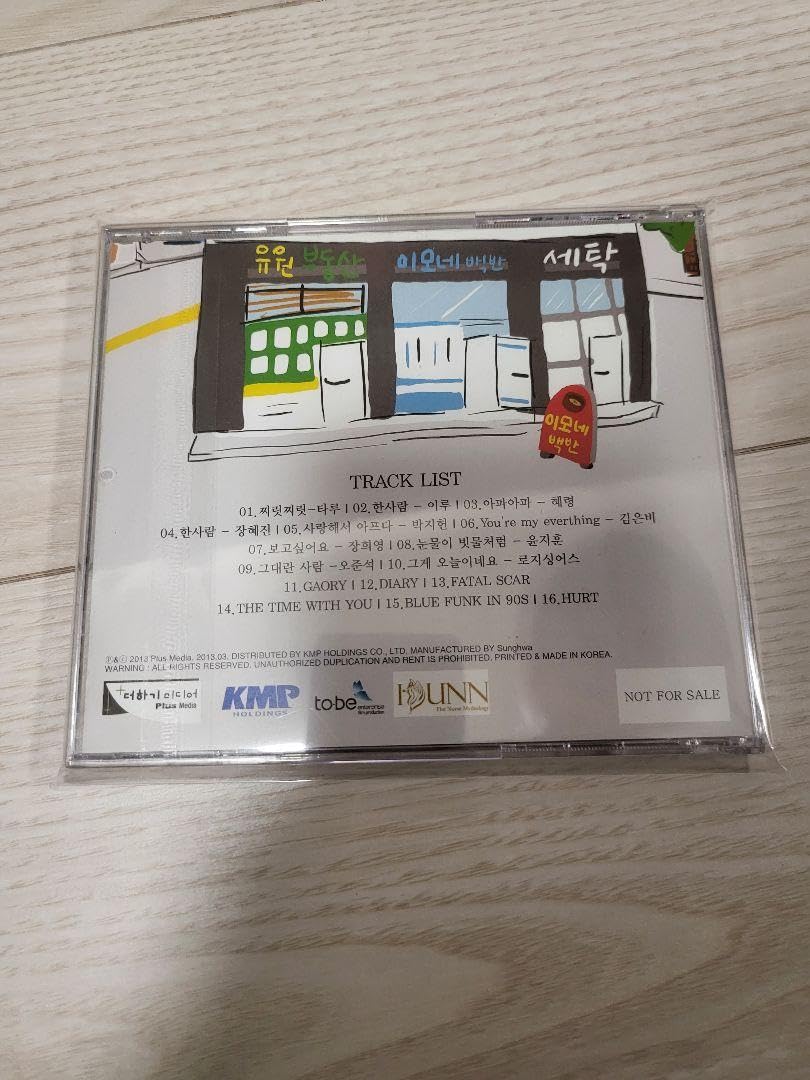 유원 부동산 이모네 백반 세탁
이모네
백반
TRACK LIST
01.찌릿찌릿-타루 | 02.한사람 - 이루 | 03.아파아파 - 혜령
04.한사람 - 장혜진 | 05.사랑해서 아프다 - 박지헌 | 06.You're my everthing - 김은비
07.보고싶어요 - 장희영 | 08.눈물이 빗물처럼 - 윤지훈
09.그대란 사람 -오준석 | 10.그게 오늘이네요 - 로지싱어스
11.GAORY | 12.DIARY | 13.FATAL SCAR
14.THE TIME WITH YOU | 15.BLUE FUNK IN 90S | 16.HURT
Ⓟ&ⓒ 2013 Plus Media. 2013.03. DISTRIBUTED BY KMP HOLDINGS CO., LTD. MANUFACTURED BY Sunghwa
WARNING : ALL RIGHTS RESERVED. UNAUTHORIZED DUPLICATION AND RENT IS PROHIBITED, PRINTED & MADE IN KOREA.
+더하기 미디어
Plus Media
KMP
HOLDINGS
to·be enterprise
film production
IDUNN
The Norse Mythology
NOT FOR SALE